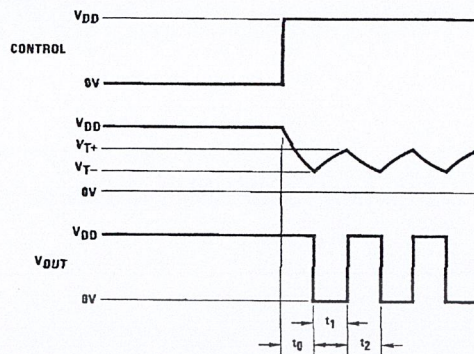 VDD
CONTROL
0V
VDD
VT+
VT–
0V
VDD
VOUT
0V
t1
t0
t2